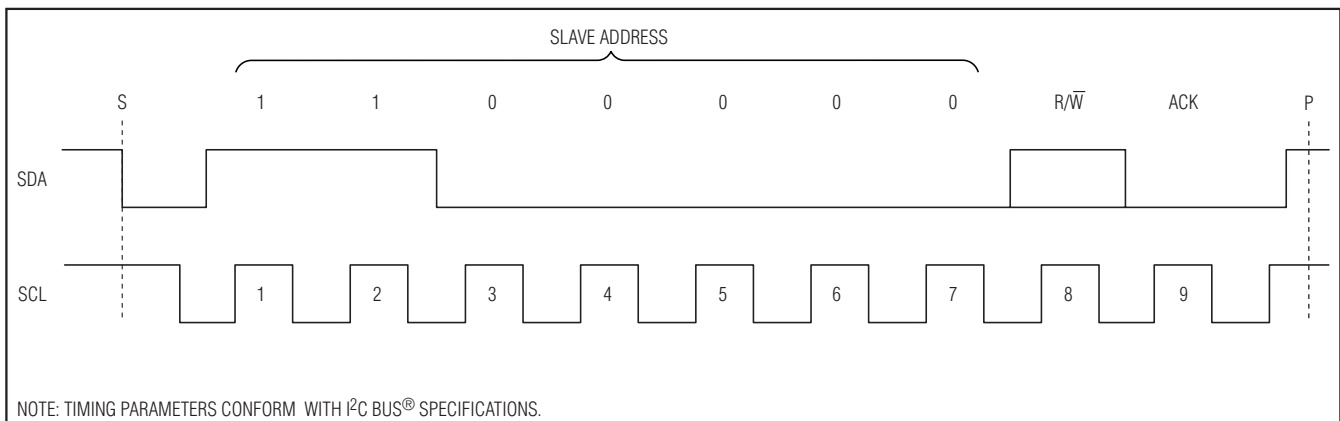 SLAVE ADDRESS
S 1 1 0 0 0 0 0 R/W̅ ACK P
SDA
SCL 1 2 3 4 5 6 7 8 9
NOTE: TIMING PARAMETERS CONFORM WITH I²C BUS® SPECIFICATIONS.